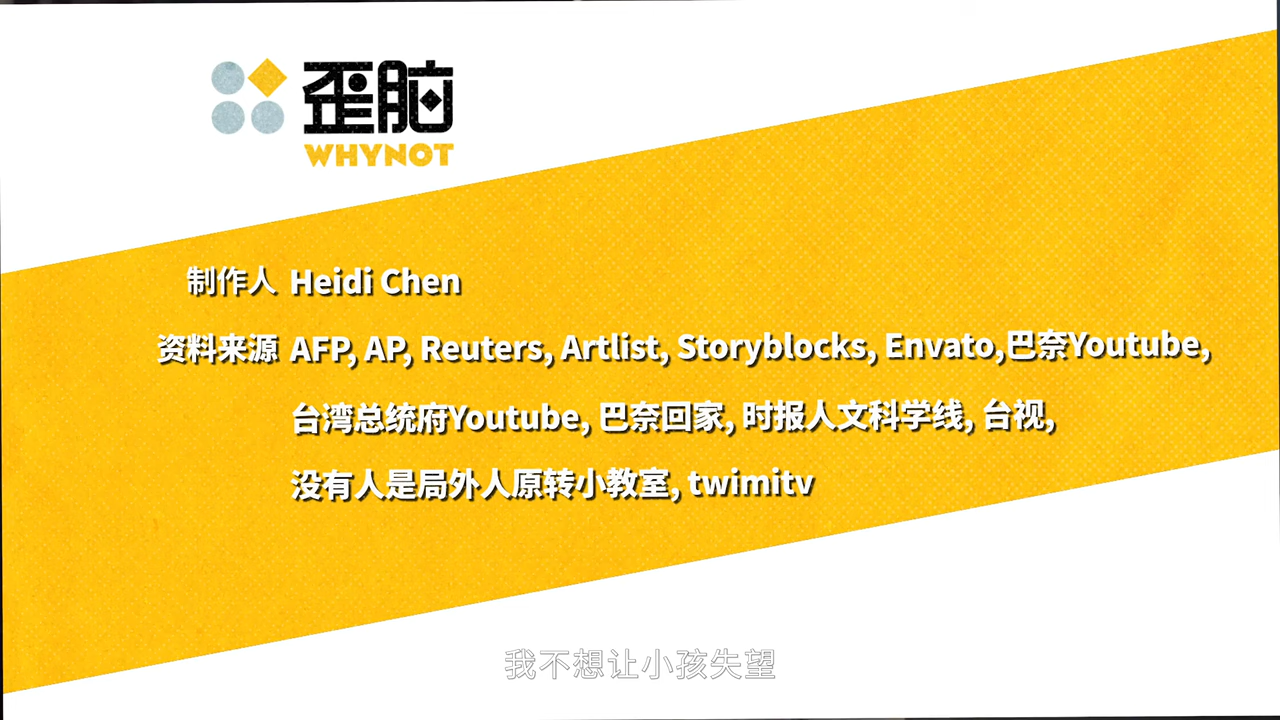 歪脑
WHYNOT
制作人 Heidi Chen
资料来源 AFP, AP, Reuters, Artlist, Storyblocks, Envato,巴奈Youtube,
台湾总统府Youtube, 巴奈回家, 时报人文科学线, 台视,
没有人是局外人原转小教室, twimitv
我不想让小孩失望